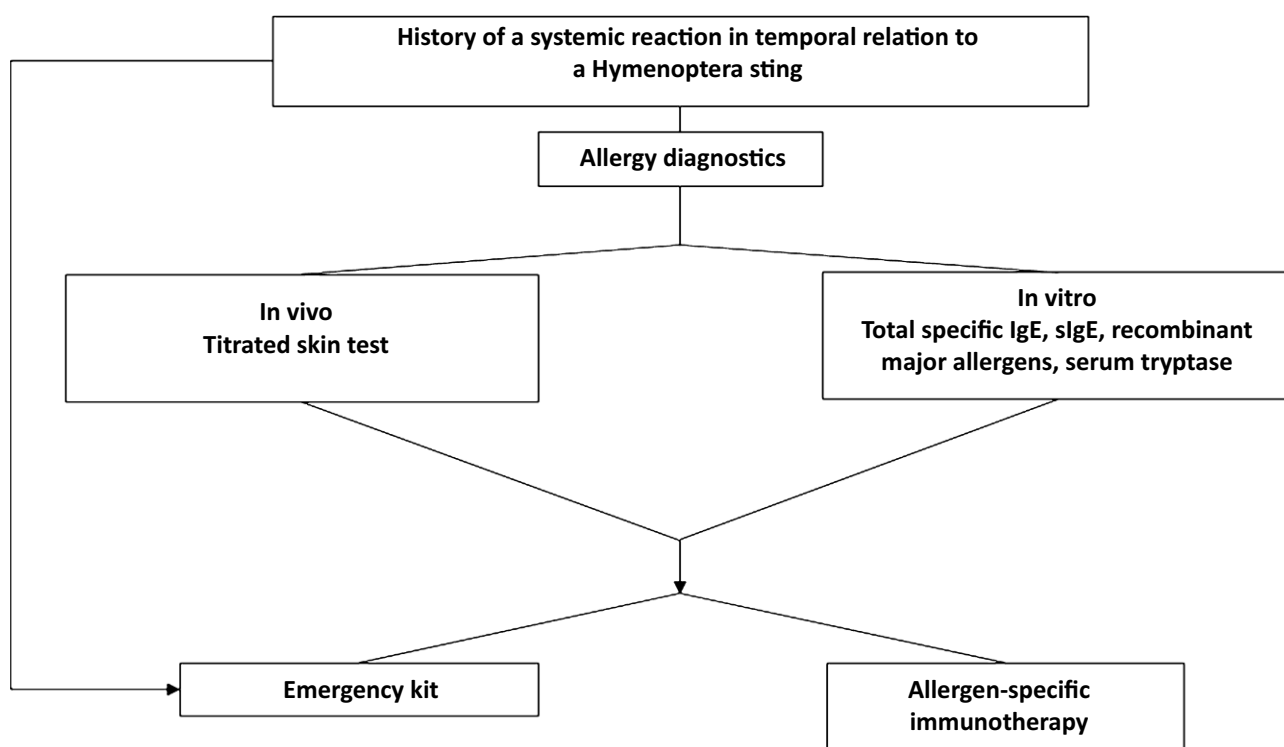 History of a systemic reaction in temporal relation to
a Hymenoptera sting
Allergy diagnostics
In vivo
Titrated skin test
In vitro
Total specific IgE, sIgE, recombinant
major allergens, serum tryptase
Emergency kit
Allergen-specific
immunotherapy